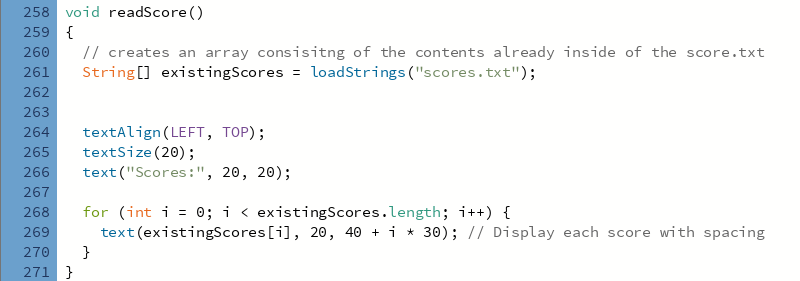 258 void readScore()
259 {
260 // creates an array consisitng of the contents already inside of the score.txt
261 String[] existingScores = loadStrings("scores.txt");
262
263
264 textAlign(LEFT, TOP);
265 textSize(20);
266 text("Scores:", 20, 20);
267
268 for (int i = 0; i < existingScores.length; i++) {
269 text(existingScores[i], 20, 40 + i * 30); // Display each score with spacing
270 }
271 }